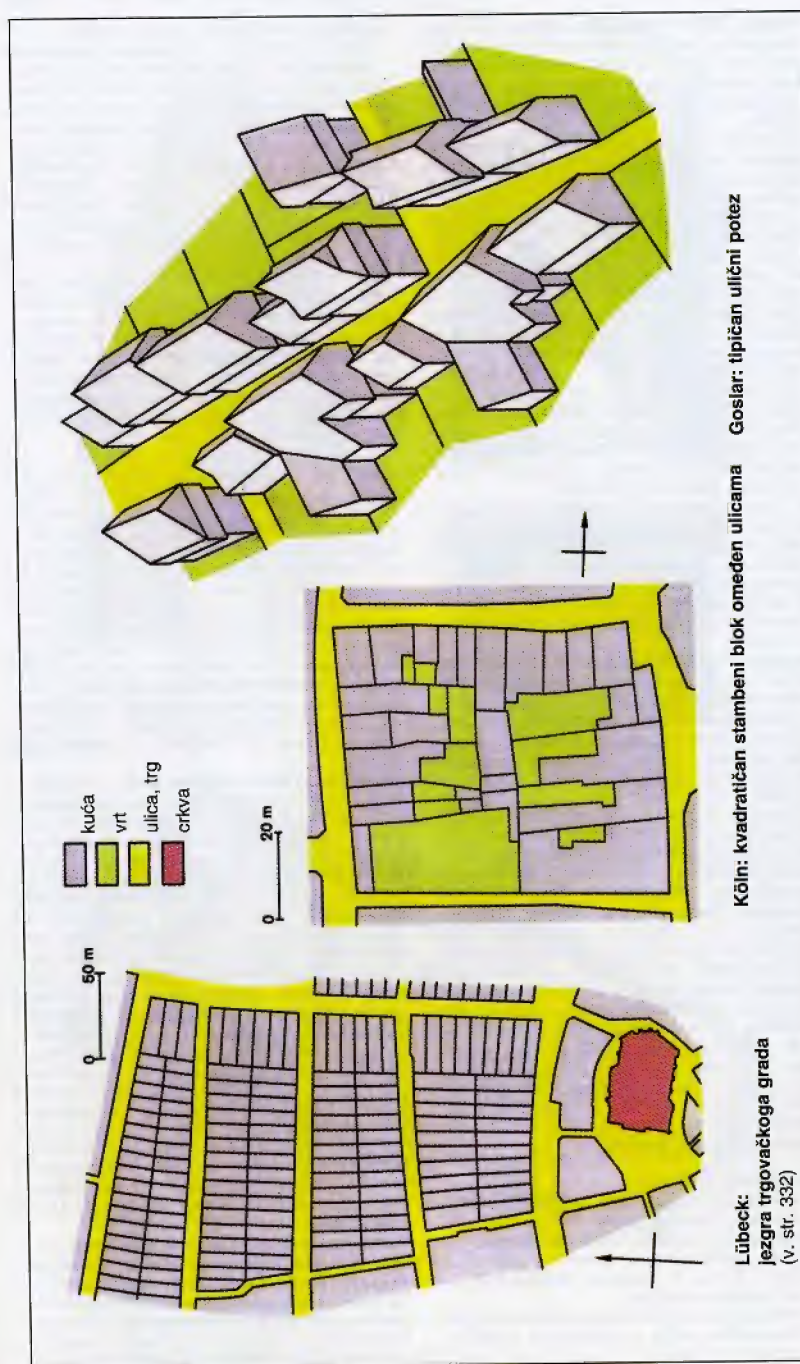 50 m
0
Lübeck:
jezgra trgovačkoga grada
(v. str. 332)
kuća
vrt
ulica, trg
crkva
20 m
0
Köln: kvadratičan stambeni blok omeđen ulicama
Goslar: tipičan ulični potez